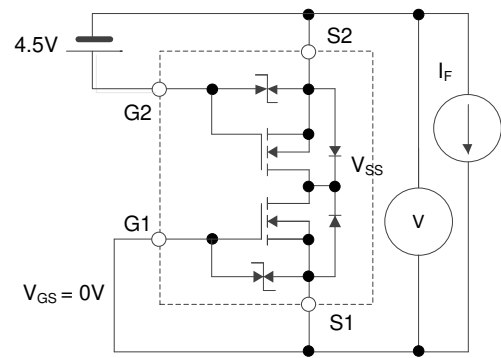 S2
4.5V
I_F
G2
V_SS
G1
V
V_GS = 0V
S1